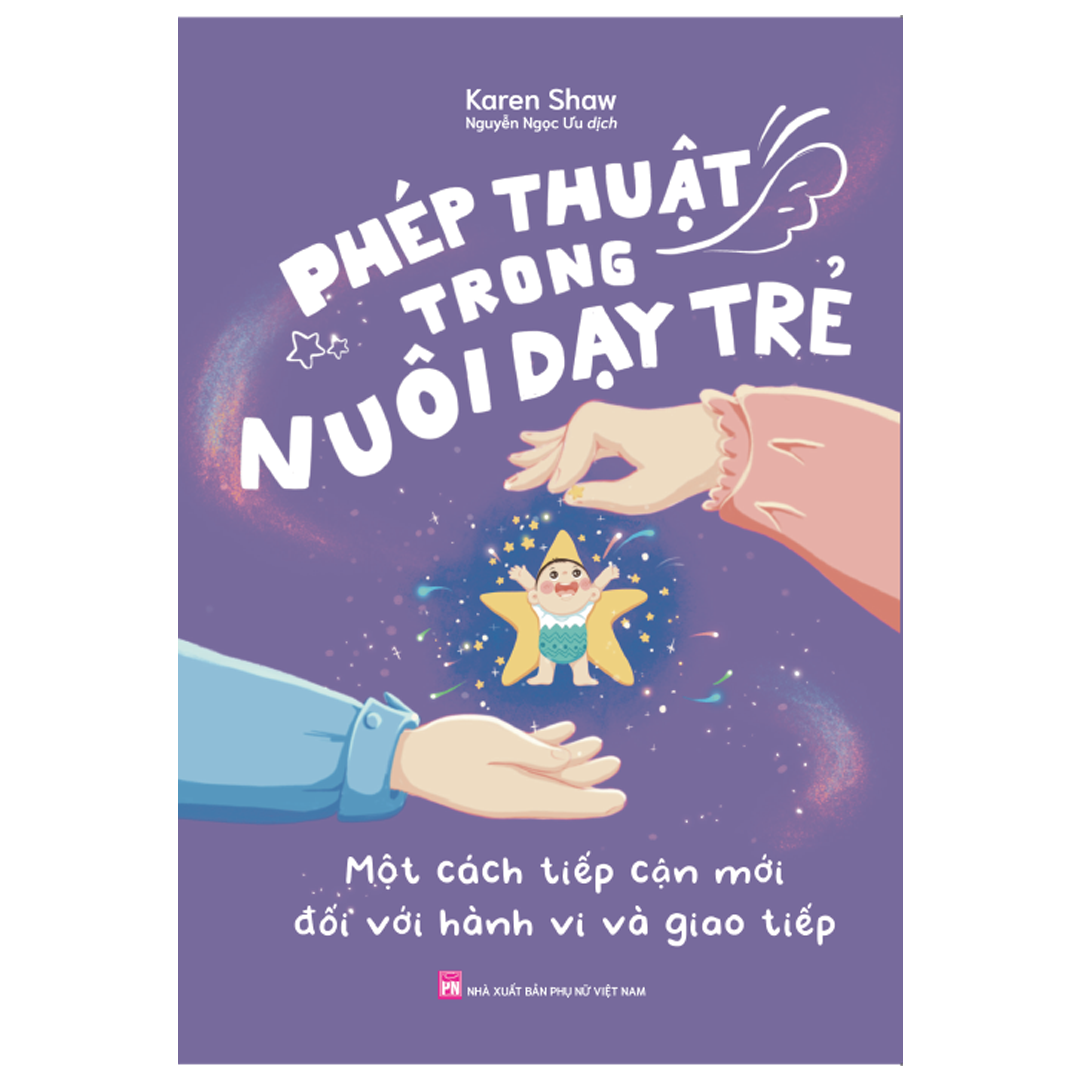 Karen Shaw
Nguyễn Ngọc Ưu dịch
PHÉP THUẬT
TRONG
NUÔI DẠY TRẺ
Một cách tiếp cận mới
đối với hành vi và giao tiếp
PN NHÀ XUẤT BẢN PHỤ NỮ VIỆT NAM